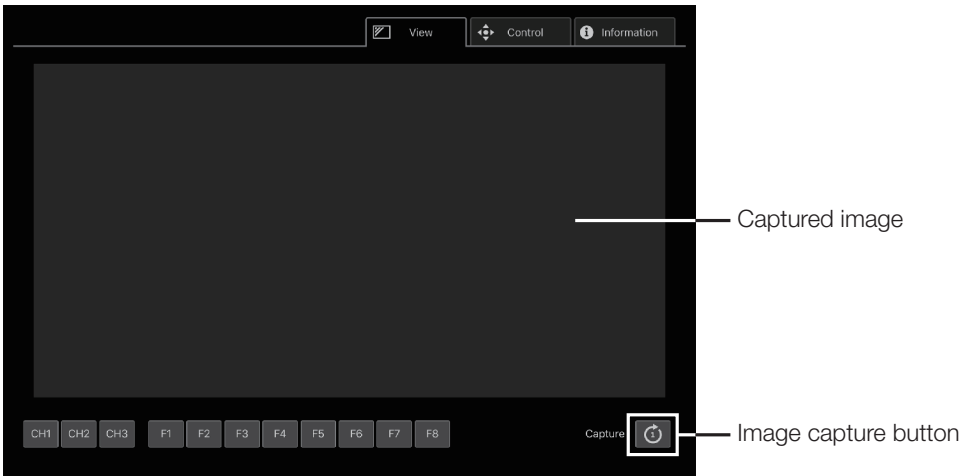 View Control Information
Captured image
CH1 CH2 CH3 F1 F2 F3 F4 F5 F6 F7 F8 Capture 1 Image capture button